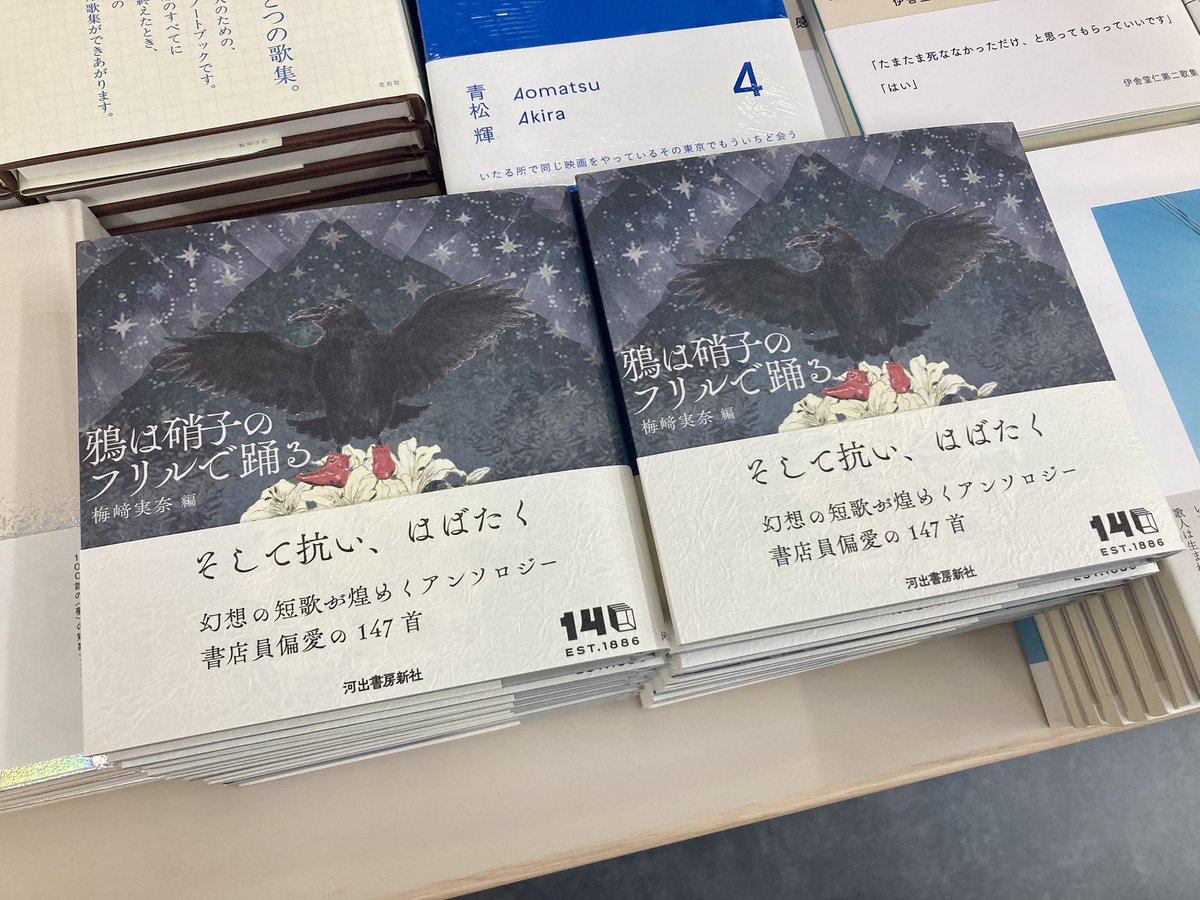 つの歌集。
人のための、
ノートブックです。
のすべてに
終えたとき、
歌集ができあがります。
左右社
青松 輝
Aomatsu
Akira
4
いたる所で同じ映画をやっているその東京でもういちど会う
「たまたま死ななかっただけ、と思ってもらっていいです」
「はい」
伊舎堂仁第二歌集
鴉は硝子の
フリルで踊る
梅﨑実奈 編
そして抗い、はばたく
幻想の短歌が煌めくアンソロジー
書店員偏愛の147首
河出書房新社
140
EST.1886
鴉は硝子の
フリルで踊る
梅﨑実奈 編
そして抗い、はばたく
幻想の短歌が煌めくアンソロジー
書店員偏愛の147首
河出書房新社
140
EST.1886